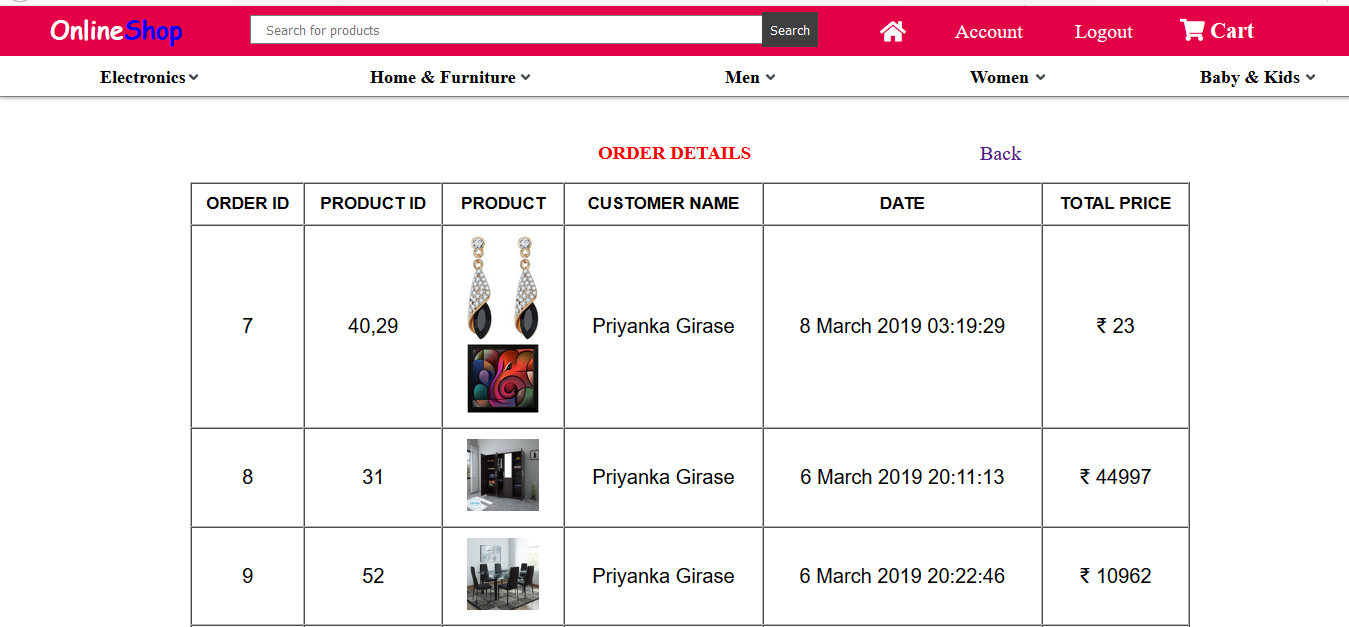 OnlineShop Search for products Search Account Logout Cart
Electronics Home & Furniture Men Women Baby & Kids
ORDER DETAILS Back
ORDER ID PRODUCT ID PRODUCT CUSTOMER NAME DATE TOTAL PRICE
7 40,29 Priyanka Girase 8 March 2019 03:19:29 ₹ 23
8 31 Priyanka Girase 6 March 2019 20:11:13 ₹ 44997
9 52 Priyanka Girase 6 March 2019 20:22:46 ₹ 10962